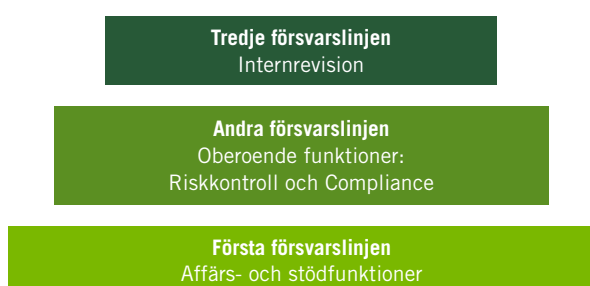 Tredje försvarslinjen
Internrevision
Andra försvarslinjen
Oberoende funktioner:
Riskkontroll och Compliance
Första försvarslinjen
Affärs- och stödfunktioner